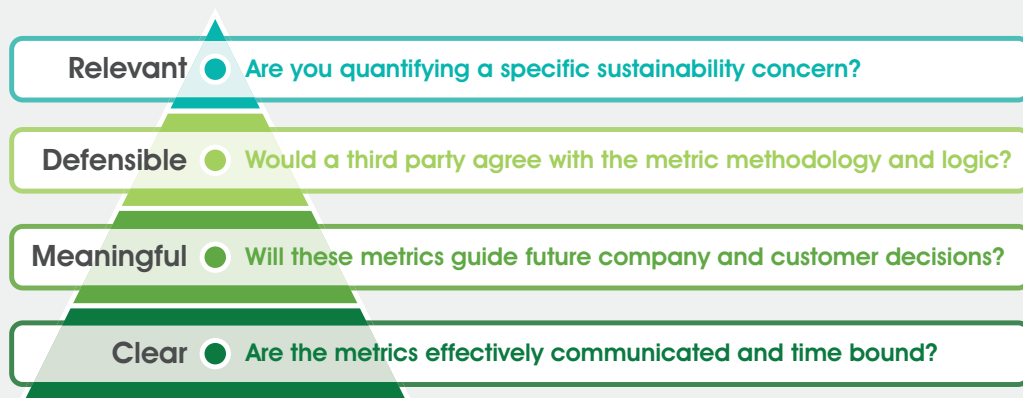 Relevant Are you quantifying a specific sustainability concern?
Defensible Would a third party agree with the metric methodology and logic?
Meaningful Will these metrics guide future company and customer decisions?
Clear Are the metrics effectively communicated and time bound?